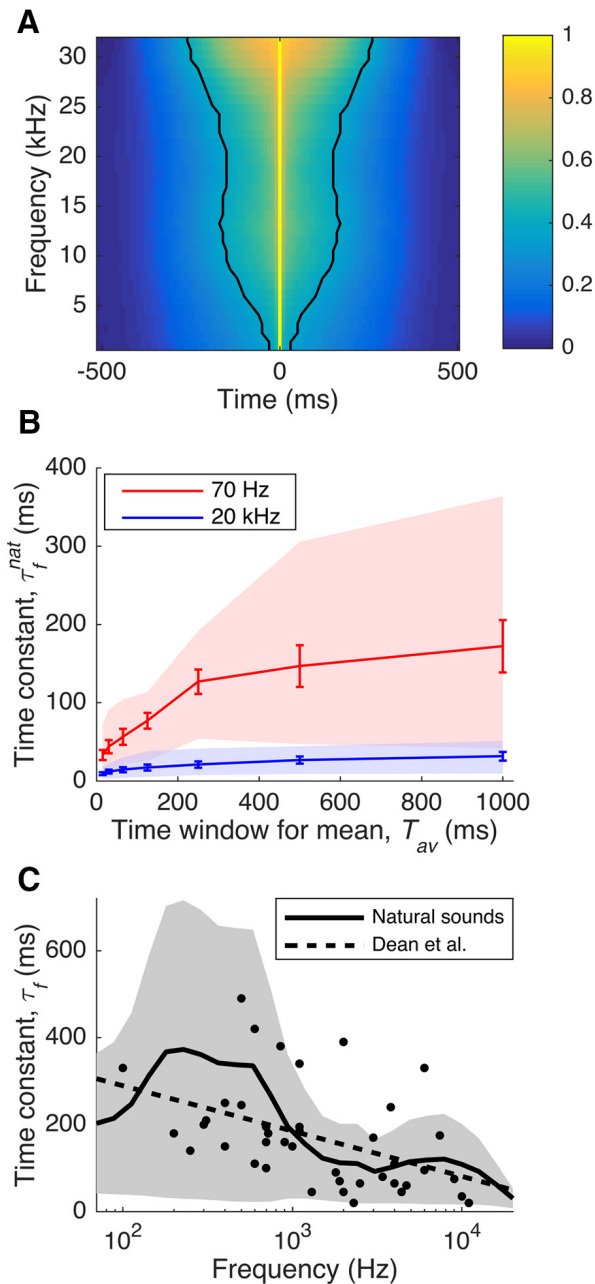 A
Frequency (kHz)
30
25
20
15
10
5
-500 0 500
Time (ms)
1
0.8
0.6
0.4
0.2
0
B
Time constant, τ_f^nat (ms)
400
300
200
100
0
70 Hz
20 kHz
0 200 400 600 800 1000
Time window for mean, T_av (ms)
C
Time constant, τ_f (ms)
600
400
200
0
Natural sounds
Dean et al.
10^2 10^3 10^4
Frequency (Hz)